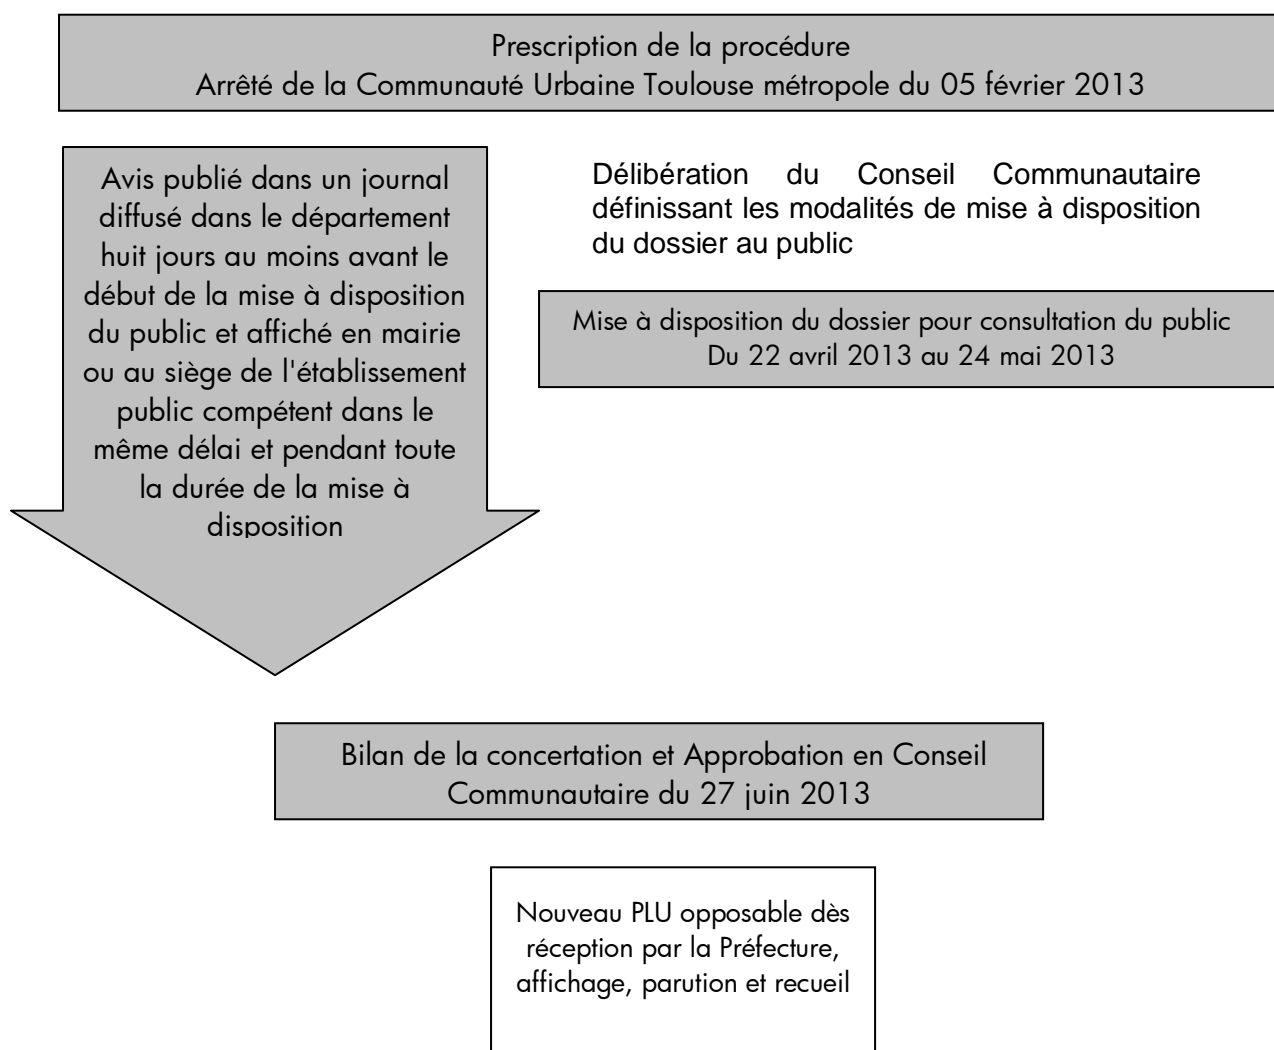 Prescription de la procédure
Arrêté de la Communauté Urbaine Toulouse métropole du 05 février 2013
Avis publié dans un journal
diffusé dans le département
huit jours au moins avant le
début de la mise à disposition
du public et affiché en mairie
ou au siège de l'établissement
public compétent dans le
même délai et pendant toute
la durée de la mise à
disposition
Délibération du Conseil Communautaire
définissant les modalités de mise à disposition
du dossier au public
Mise à disposition du dossier pour consultation du public
Du 22 avril 2013 au 24 mai 2013
Bilan de la concertation et Approbation en Conseil
Communautaire du 27 juin 2013
Nouveau PLU opposable dès
réception par la Préfecture,
affichage, parution et recueil